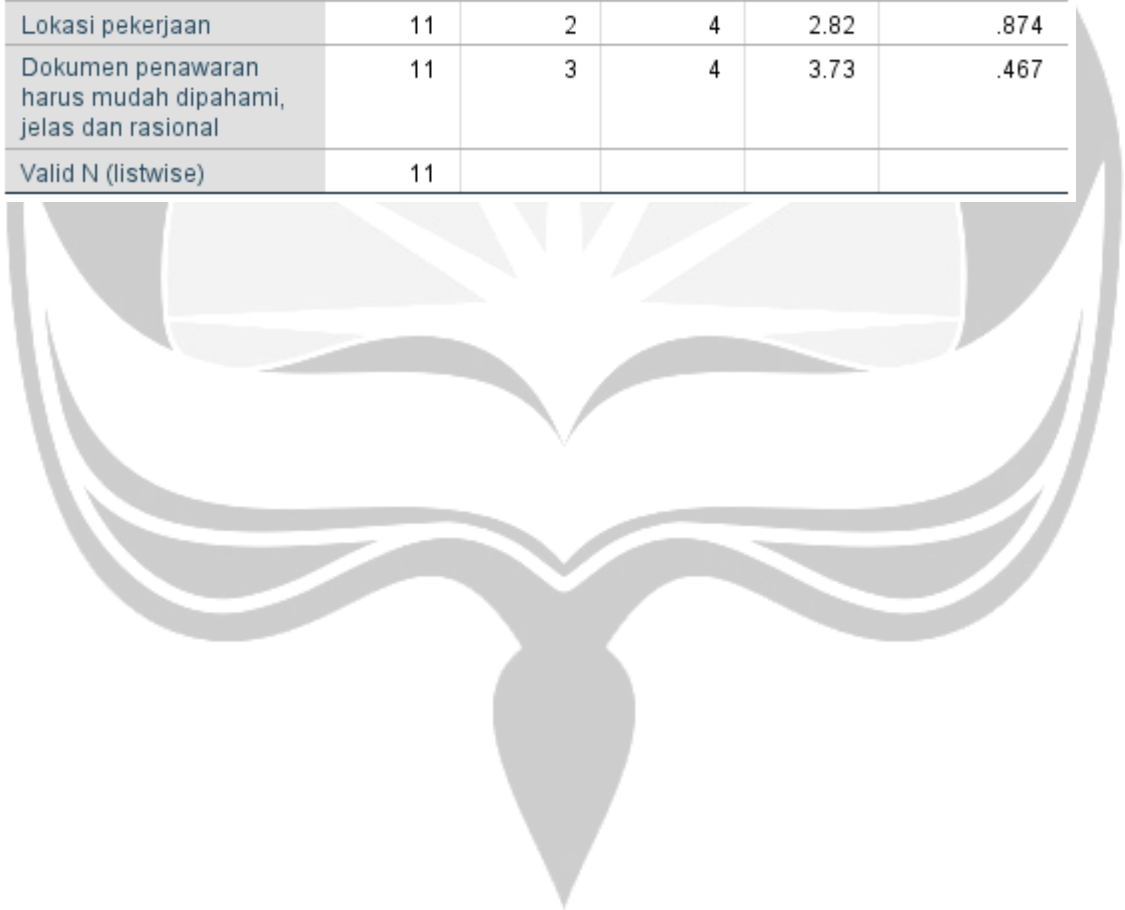 Lokasi pekerjaan 11 2 4 2.82 .874
Dokumen penawaran 11 3 4 3.73 .467
harus mudah dipahami,
jelas dan rasional
Valid N (listwise) 11